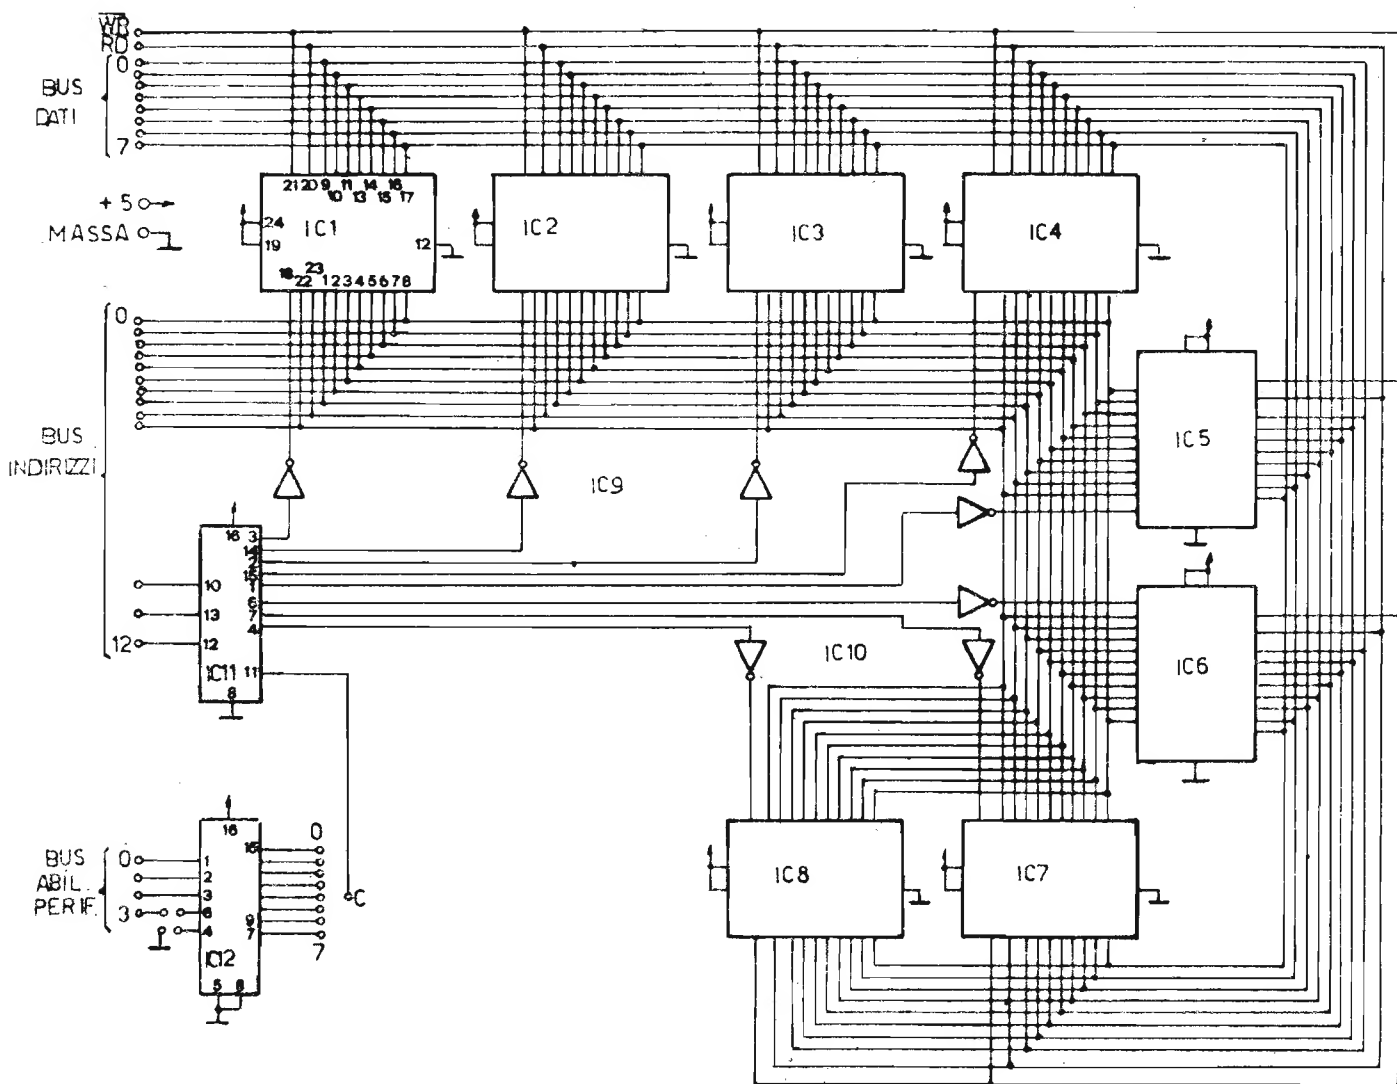 WR
RD
0
BUS
DATI
7
+5
MASSA
21 20 9 11 14 16
10 13 15 17
24
IC1
19
12
23
18 22 1 2 3 4 5 6 7 8
IC2
IC3
IC4
0
BUS
INDIRIZZI
IC9
IC5
16
3
14
2
15
1
6
7
4
10
13
12
12
IC11
11
8
IC10
IC6
16
0
15
BUS
ABIL.
PERIF.
0
1
2
3
3
6
4
9
7
7
C
IC12
5 8
IC8
IC7